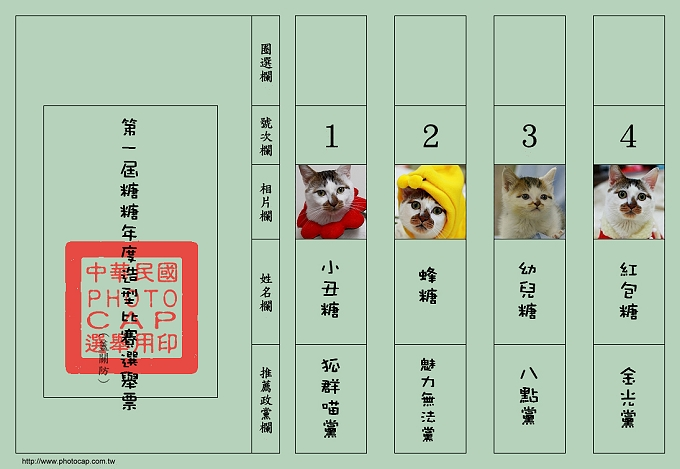 第一屆糖糖年度造型比賽選舉票
中華民國
PHOTO
CAP
選舉用印
（蓋關防）
圈選欄
號次欄
相片欄
姓名欄
推薦政黨欄
1
小丑糖
狐群喵黨
2
蜂糖
魅力無法黨
3
幼兒糖
八點黨
4
紅包糖
金光黨
http://www.photocap.com.tw